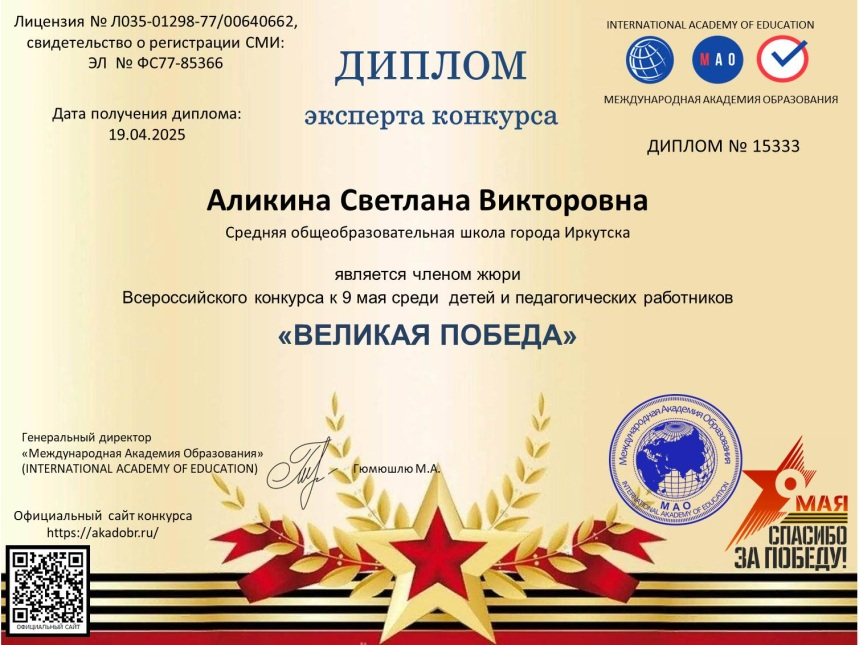 Лицензия № Л035-01298-77/00640662,
свидетельство о регистрации СМИ:
ЭЛ № ФС77-85366
Дата получения диплома:
19.04.2025
ДИПЛОМ
эксперта конкурса
INTERNATIONAL ACADEMY OF EDUCATION
МАО
МЕЖДУНАРОДНАЯ АКАДЕМИЯ ОБРАЗОВАНИЯ
ДИПЛОМ № 15333
Аликина Светлана Викторовна
Средняя общеобразовательная школа города Иркутска
является членом жюри
Всероссийского конкурса к 9 мая среди детей и педагогических работников
«ВЕЛИКАЯ ПОБЕДА»
Генеральный директор
«Международная Академия Образования»
(INTERNATIONAL ACADEMY OF EDUCATION)
Гюмюшлю М.А.
Официальный сайт конкурса
https://akadobr.ru/
ОФИЦИАЛЬНЫЙ САЙТ
Международная Академия Образования
МАО
INTERNATIONAL ACADEMY OF EDUCATION
9 МАЯ
СПАСИБО
ЗА ПОБЕДУ!